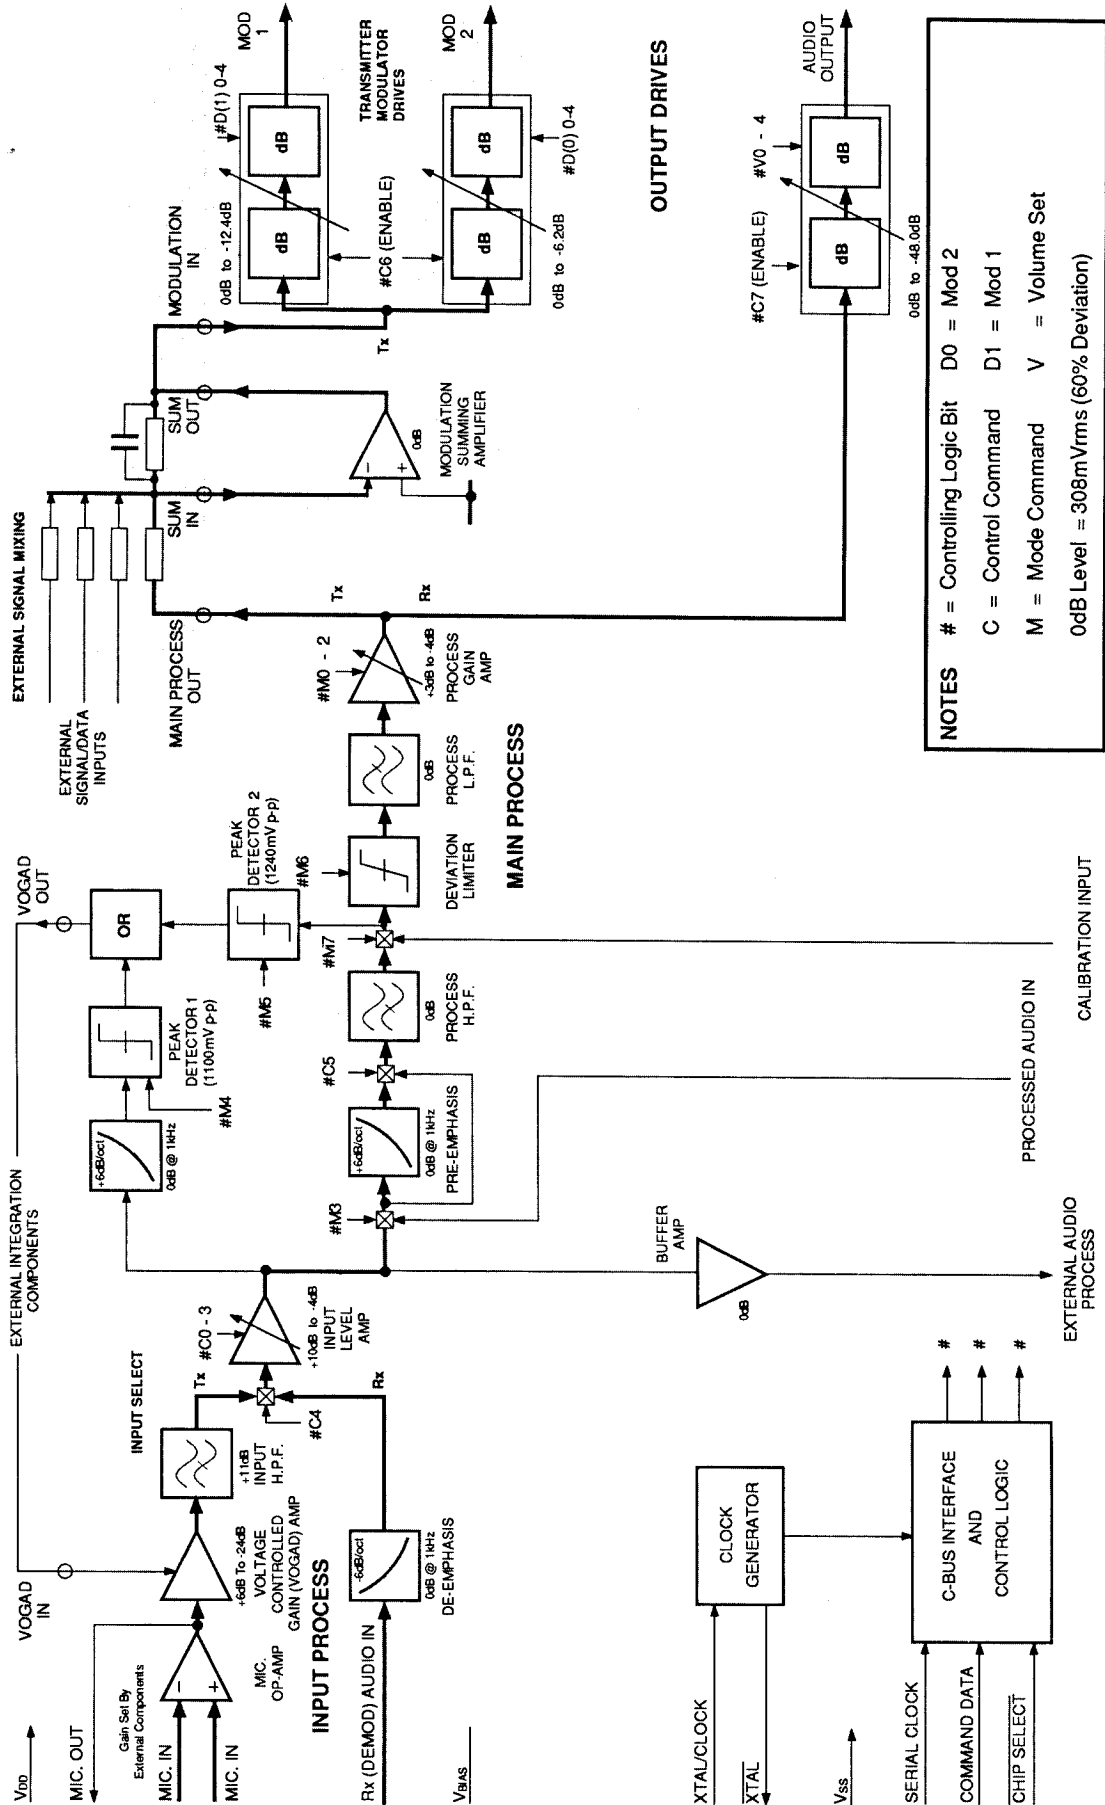 VDD
MIC. OUT
Gain Set By
External Components
MIC. IN
MIC. IN
–
+
MIC.
OP-AMP
INPUT PROCESS
VOGAD
IN
+6dB To -24dB
VOLTAGE
CONTROLLED
GAIN (VOGAD) AMP
+11dB
INPUT
H.P.F.
INPUT SELECT
Tx
Rx
#C4
#C0 - 3
+10dB to -4dB
INPUT
LEVEL
AMP
Rx (DEMOD) AUDIO IN
-6dB/oct
0dB @ 1kHz
DE-EMPHASIS
VBIAS
EXTERNAL INTEGRATION
COMPONENTS
+6dB/oct
0dB @ 1kHz
#M4
PEAK
DETECTOR1
(1100mV p-p)
OR
VOGAD
OUT
#M5
PEAK
DETECTOR 2
(1240mV p-p)
#M3
+6dB/oct
0dB @ 1kHz
PRE-EMPHASIS
#C5
0dB
PROCESS
H.P.F.
#M7
#M6
DEVIATION
LIMITER
0dB
PROCESS
L.P.F.
#M0 - 2
+3dB to -4dB
PROCESS
GAIN
AMP
MAIN PROCESS
Tx
Rx
BUFFER
AMP
0dB
EXTERNAL AUDIO
PROCESS
PROCESSED AUDIO IN
CALIBRATION INPUT
EXTERNAL SIGNAL MIXING
EXTERNAL
SIGNAL/DATA
INPUTS
MAIN PROCESS
OUT
SUM
IN
SUM
OUT
–
+
0dB
MODULATION
SUMMING
AMPLIFIER
MODULATION
IN
Tx
0dB to -12.4dB
dB
dB
#D(1) 0-4
MOD
1
#C6 (ENABLE)
TRANSMITTER
MODULATOR
DRIVES
0dB to -6.2dB
dB
dB
#D(0) 0-4
MOD
2
OUTPUT DRIVES
#C7 (ENABLE)
#V0 - 4
dB
dB
0dB to -48.0dB
AUDIO
OUTPUT
XTAL/CLOCK
XTAL
CLOCK
GENERATOR
VSS
SERIAL CLOCK
COMMAND DATA
CHIP SELECT
C-BUS INTERFACE
AND
CONTROL LOGIC
#
#
#
NOTES # = Controlling Logic Bit D0 = Mod 2
C = Control Command D1 = Mod 1
M = Mode Command V = Volume Set
0dB Level = 308mVrms (60% Deviation)